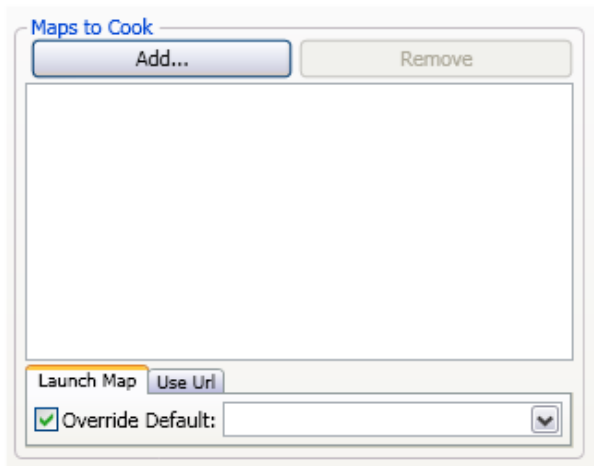 Maps to Cook
Add... Remove
Launch Map Use Url
Override Default: